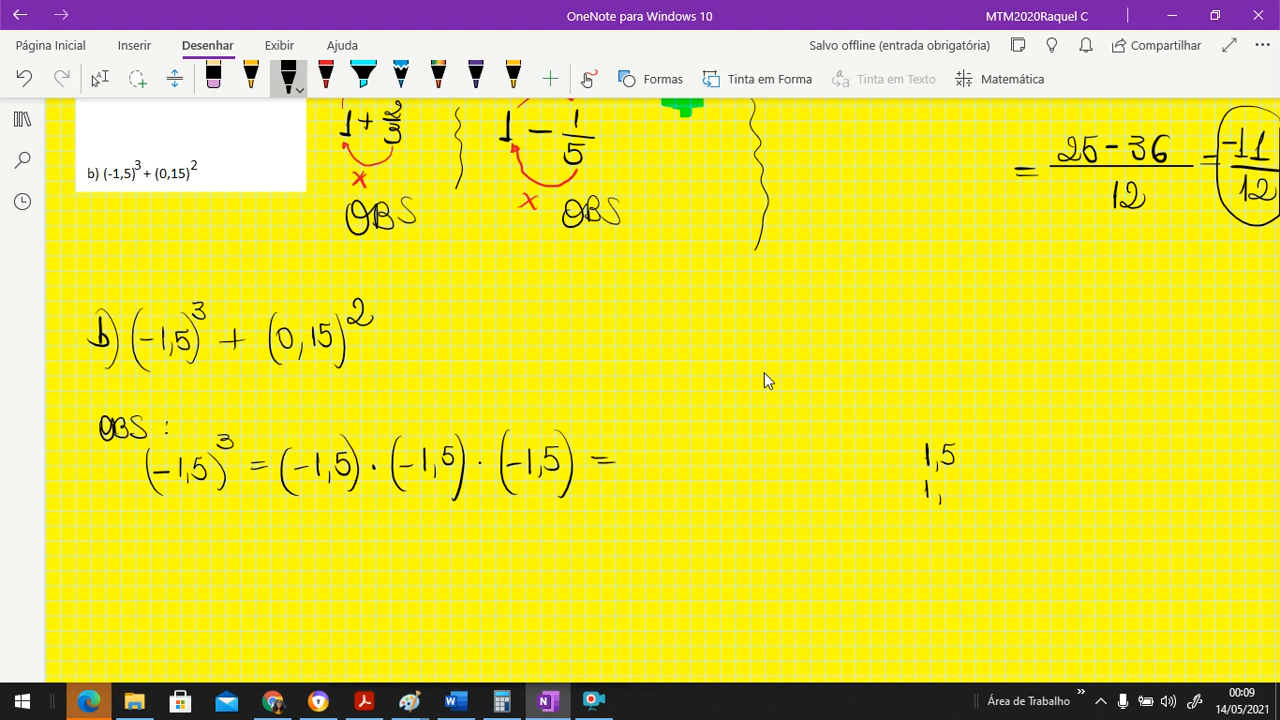 OneNote para Windows 10
MTM2020Raquel C
Página Inicial Inserir Desenhar Exibir Ajuda
Salvo offline (entrada obrigatória) Compartilhar
Formas Tinta em Forma Tinta em Texto Matemática
b) (-1,5)³ + (0,15)²
1 +
x
OBS
1 - 1/5
x OBS
= 25 - 36 / 12 = -11/12
b) (-1,5)³ + (0,15)²
OBS :
(-1,5)³ = (-1,5) · (-1,5) · (-1,5) =
1,5
1,
Área de Trabalho
00:09
14/05/2021